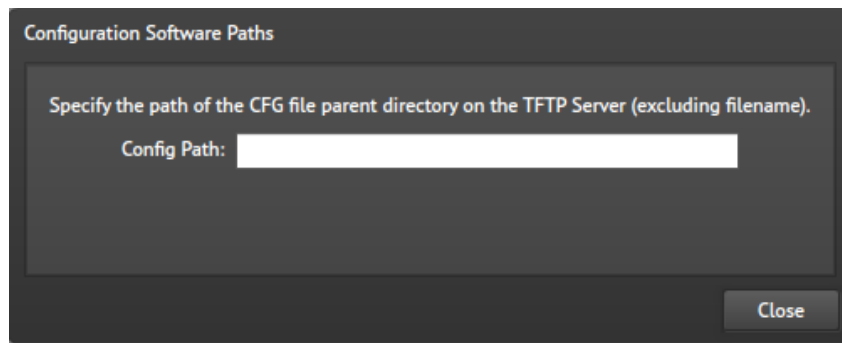 Configuration Software Paths
Specify the path of the CFG file parent directory on the TFTP Server (excluding filename).
Config Path:
Close